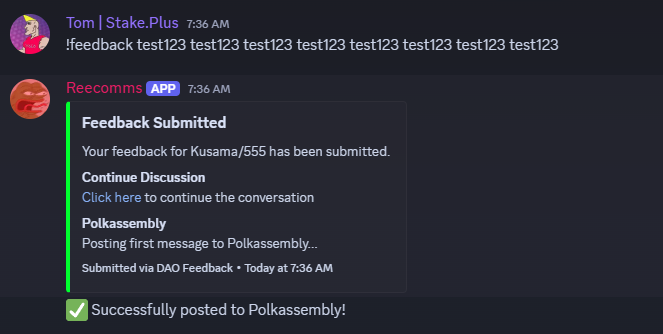 Tom | Stake.Plus 7:36 AM
!feedback test123 test123 test123 test123 test123 test123 test123 test123
Reecomms APP 7:36 AM
Feedback Submitted
Your feedback for Kusama/555 has been submitted.
Continue Discussion
Click here to continue the conversation
Polkassembly
Posting first message to Polkassembly...
Submitted via DAO Feedback • Today at 7:36 AM
✅ Successfully posted to Polkassembly!